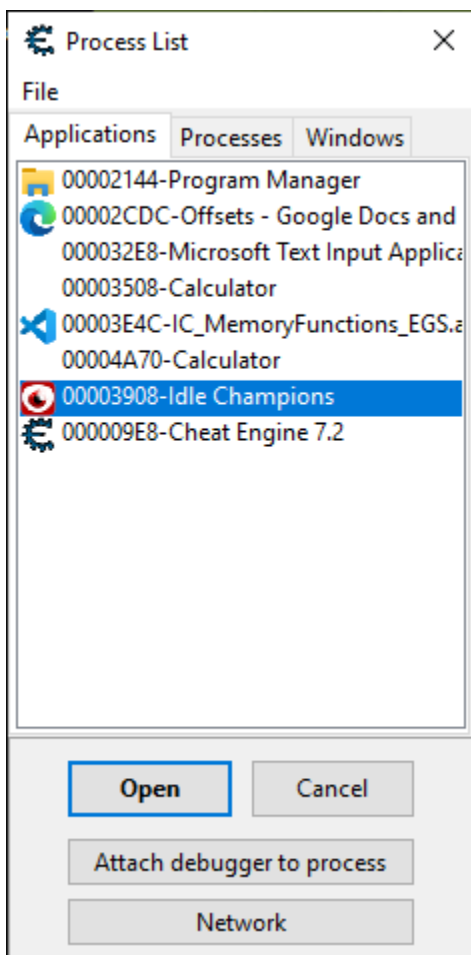 Process List
File
Applications Processes Windows
00002144-Program Manager
00002CDC-Offsets - Google Docs and
000032E8-Microsoft Text Input Applica
00003508-Calculator
00003E4C-IC_MemoryFunctions_EGS.a
00004A70-Calculator
00003908-Idle Champions
000009E8-Cheat Engine 7.2
Open Cancel
Attach debugger to process
Network